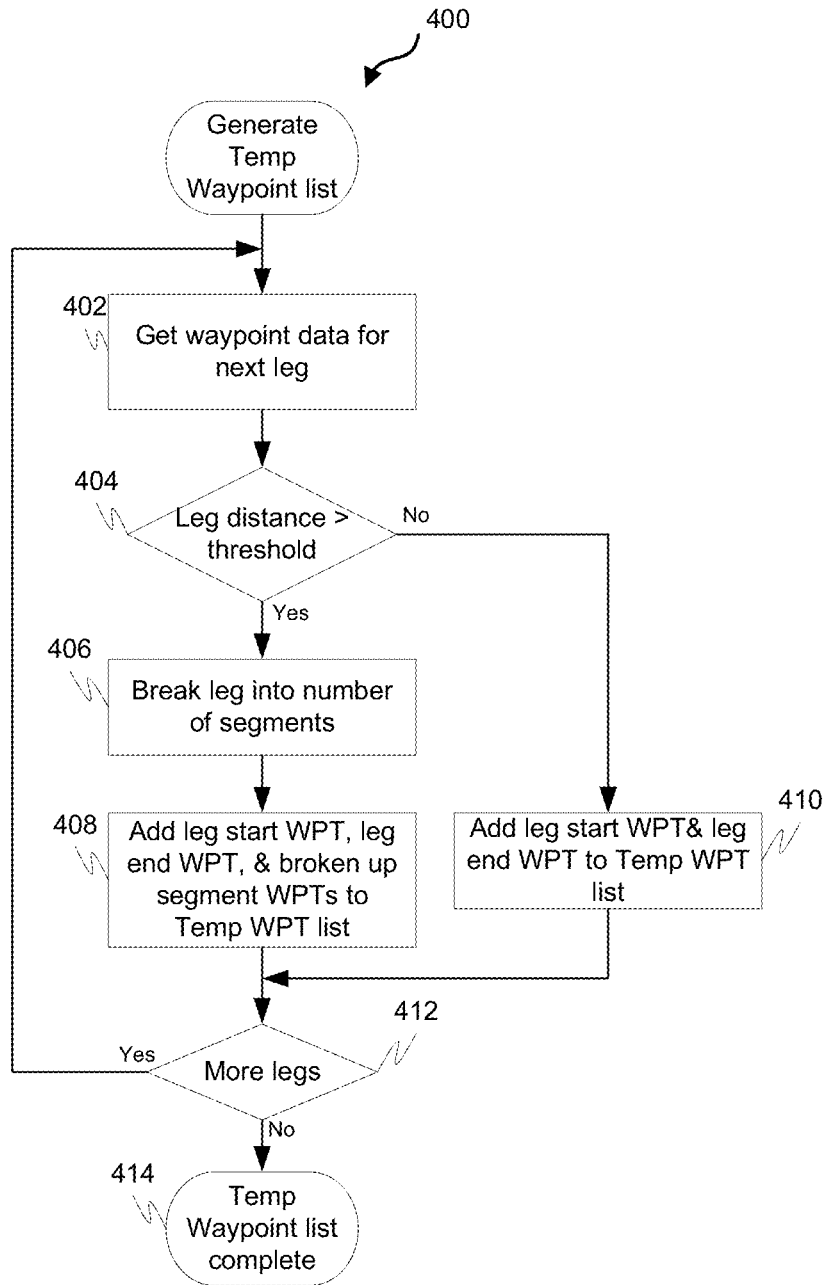 400
Generate
Temp
Waypoint list
402
Get waypoint data for
next leg
404
Leg distance >
threshold
No
Yes
406
Break leg into number
of segments
408
Add leg start WPT, leg
end WPT, & broken up
segment WPTs to
Temp WPT list
410
Add leg start WPT& leg
end WPT to Temp WPT
list
412
Yes
More legs
No
414
Temp
Waypoint list
complete